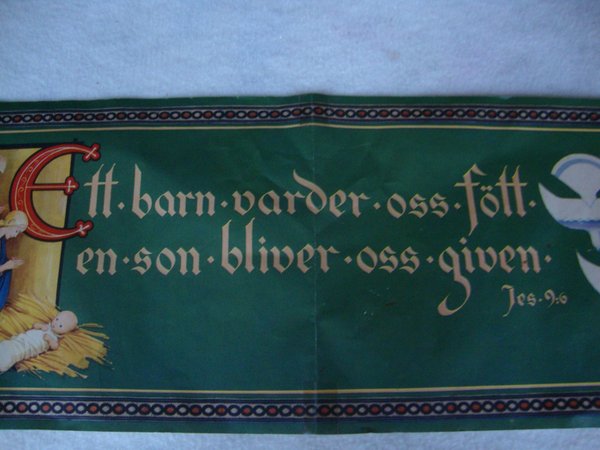 Ett·barn·varder·oss·fött·
en·son·bliver·oss·given·
Jes·9:6